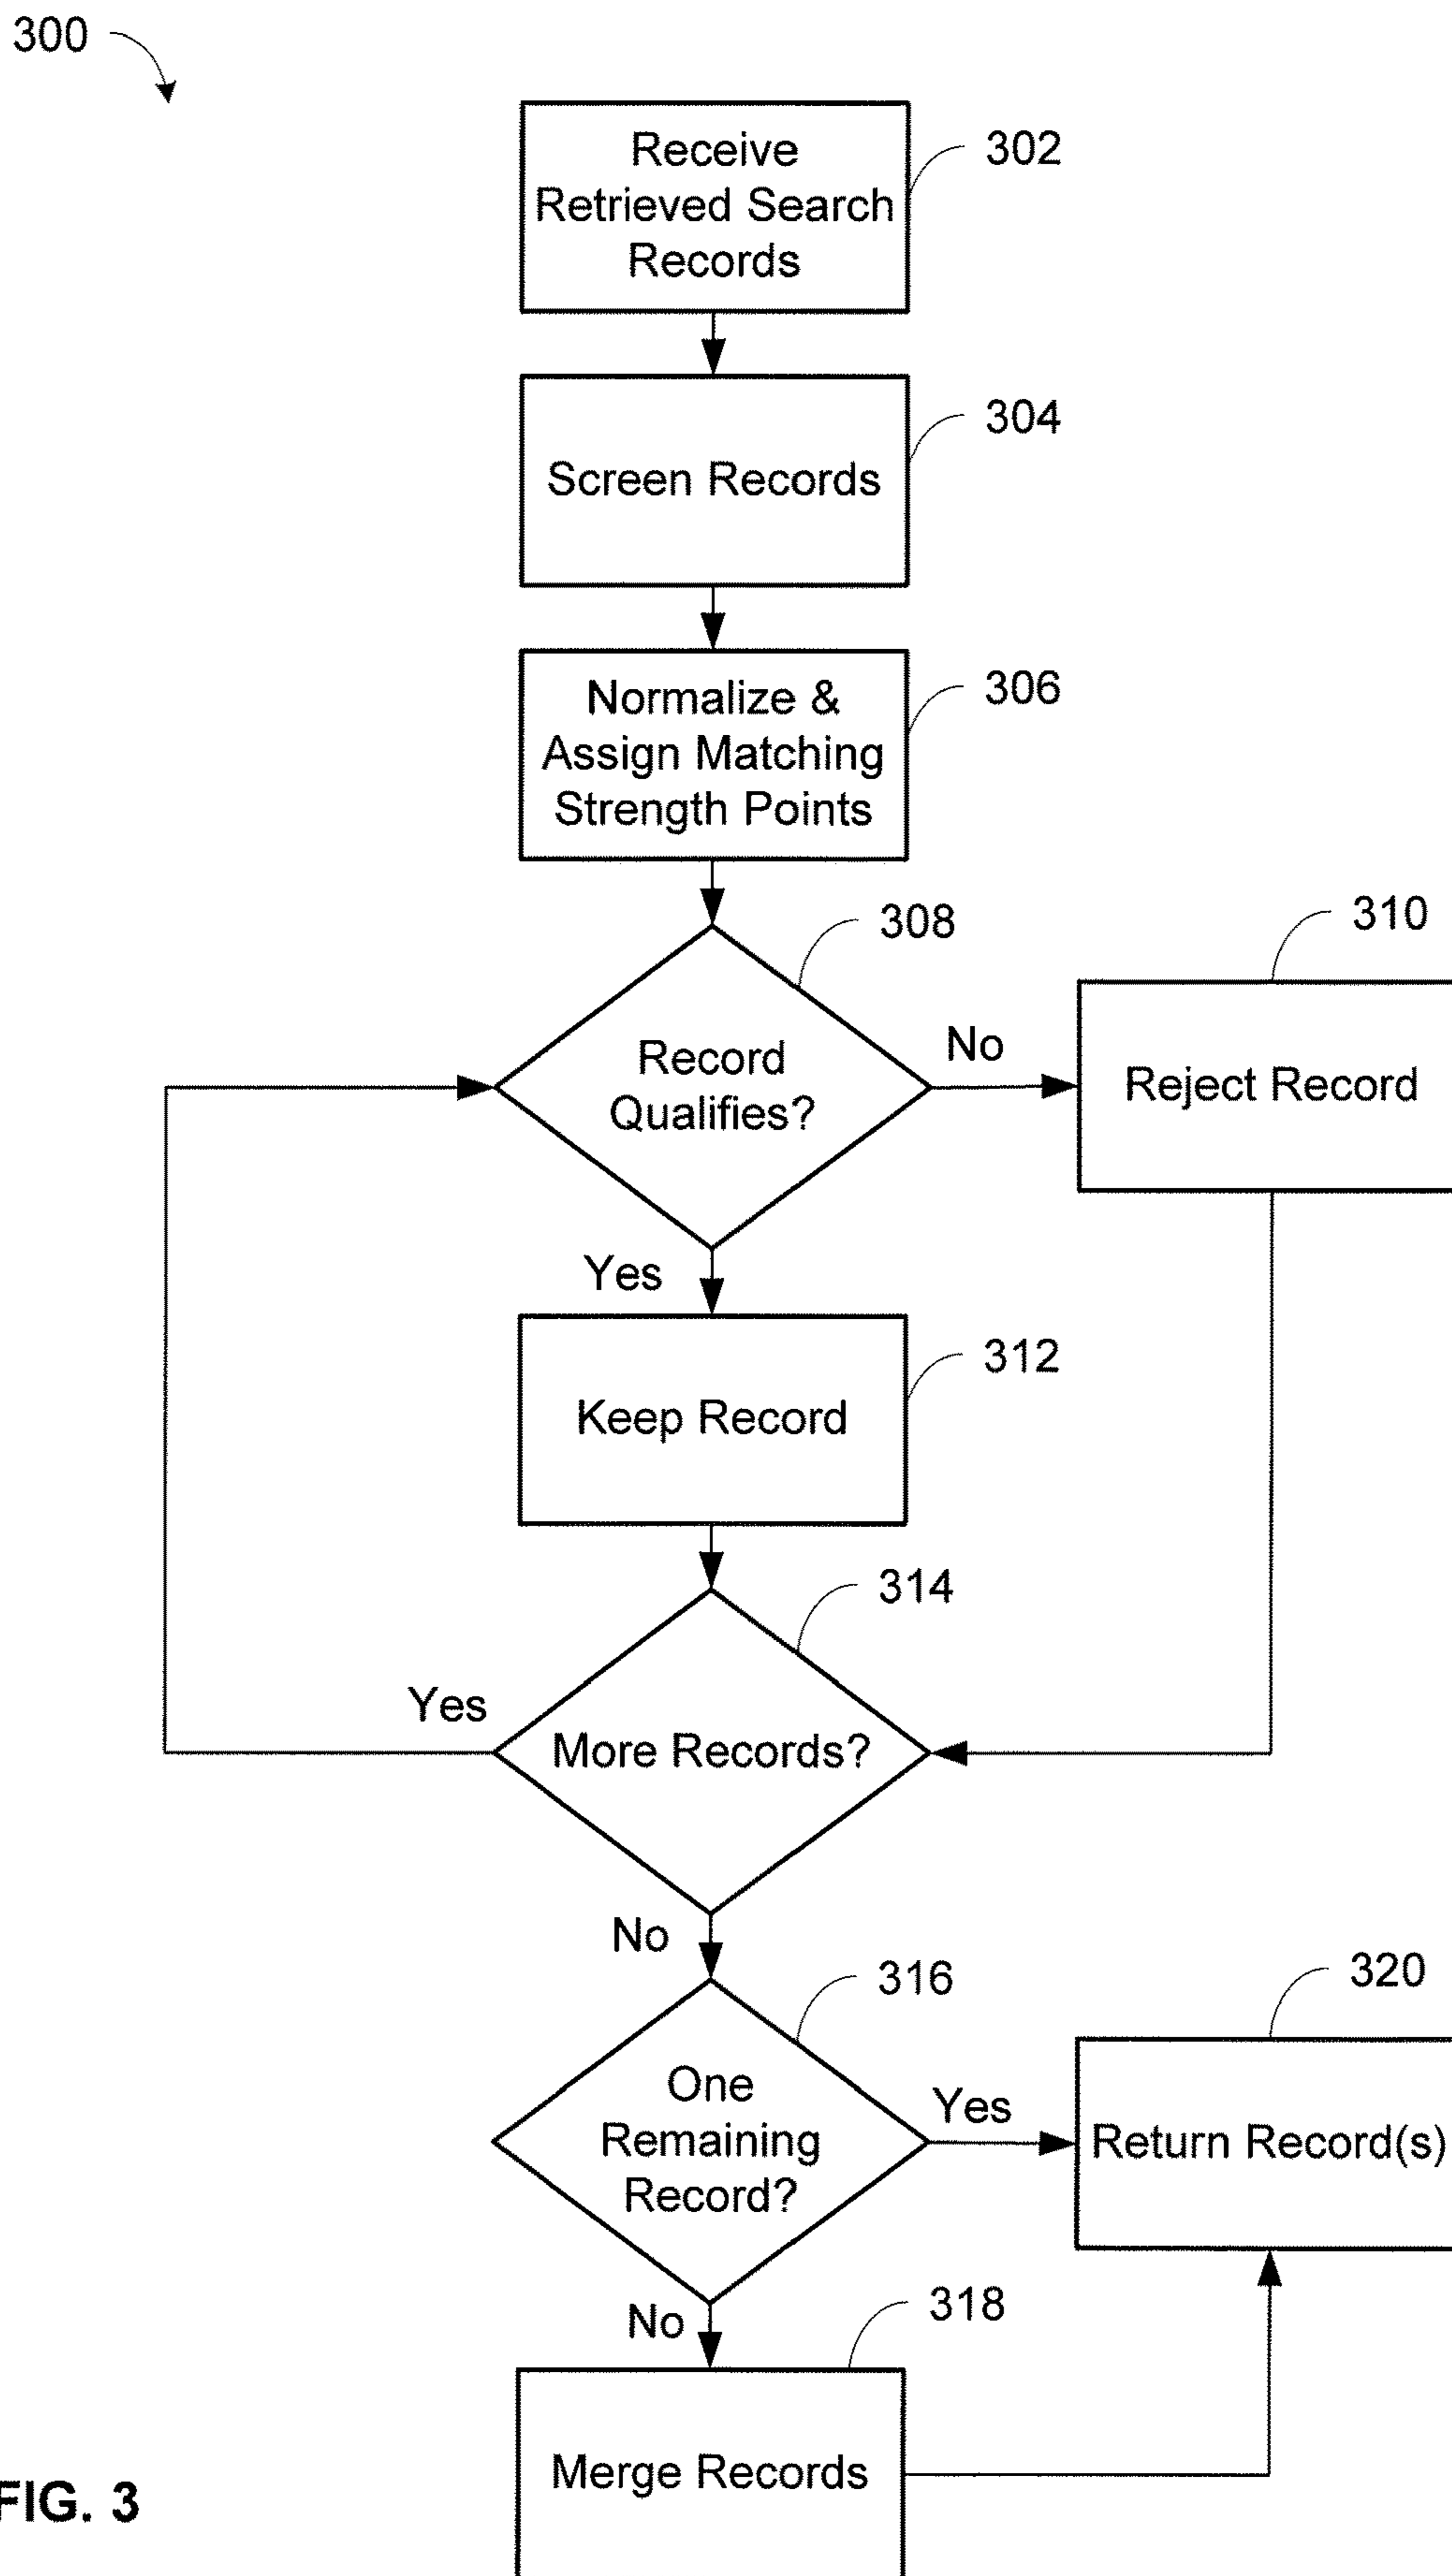 300
Receive
Retrieved Search
Records
302
Screen Records
304
Normalize &
Assign Matching
Strength Points
306
308
310
Record
Qualifies?
No
Reject Record
Yes
312
Keep Record
314
Yes
More Records?
No
316
320
One
Remaining
Record?
Yes
Return Record(s)
No
318
Merge Records
FIG. 3